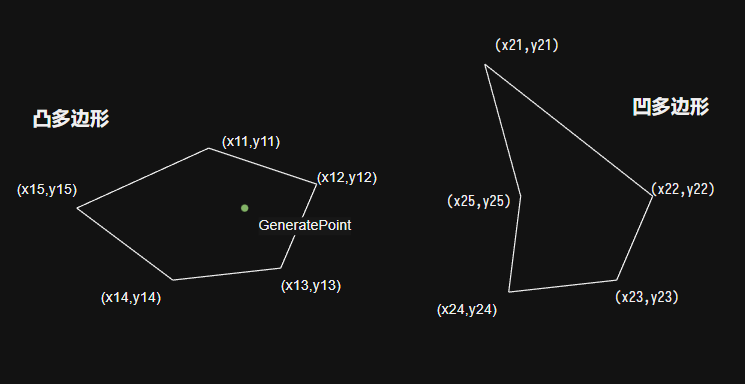 凸多边形
(x11,y11)
(x12,y12)
(x15,y15)
GeneratePoint
(x13,y13)
(x14,y14)
(x21,y21)
凹多边形
(x22,y22)
(x25,y25)
(x23,y23)
(x24,y24)